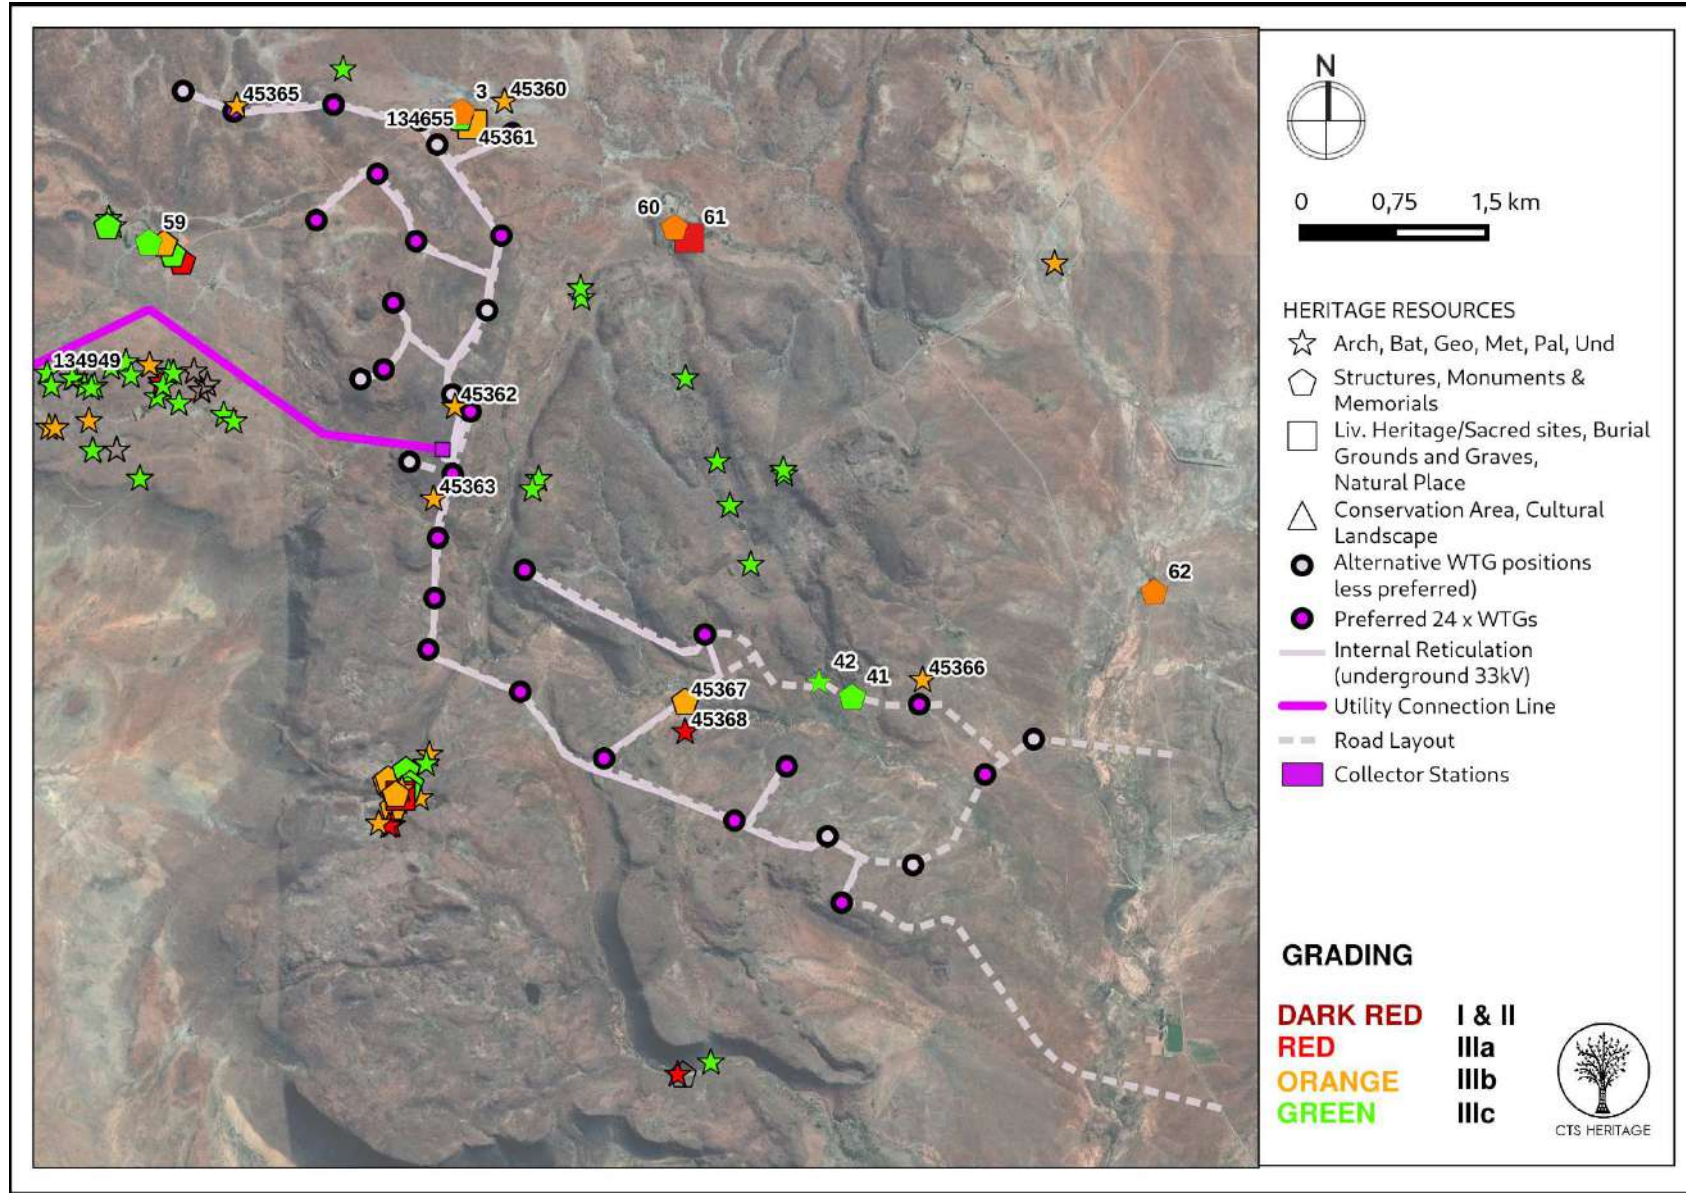 45365
3
45360
134655
45361
59
60
61
134949
45362
45363
62
42
41
45366
45367
45368
N
0 0,75 1,5 km
HERITAGE RESOURCES
Arch, Bat, Geo, Met, Pal, Und
Structures, Monuments &
Memorials
Liv. Heritage/Sacred sites, Burial
Grounds and Graves,
Natural Place
Conservation Area, Cultural
Landscape
Alternative WTG positions
less preferred)
Preferred 24 x WTGs
Internal Reticulation
(underground 33kV)
Utility Connection Line
Road Layout
Collector Stations
GRADING
DARK RED I & II
RED IIIa
ORANGE IIIb
GREEN IIIc
CTS HERITAGE